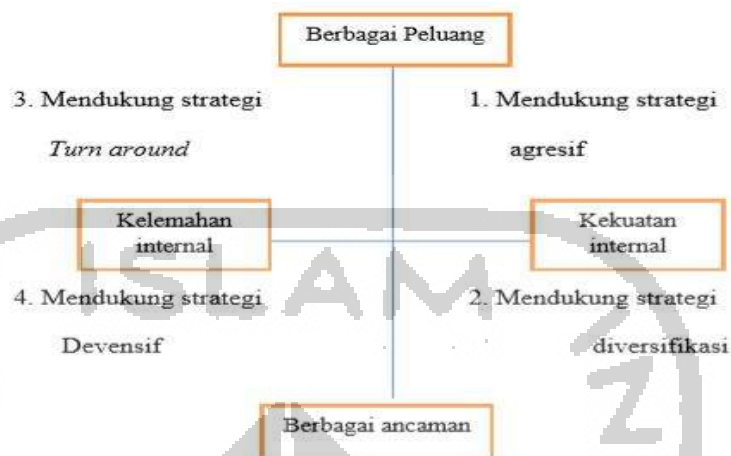 Berbagai Peluang
3. Mendukung strategi
Turn around
1. Mendukung strategi
agresif
Kelemahan
internal
Kekuatan
internal
4. Mendukung strategi
Devensif
2. Mendukung strategi
diversifikasi
Berbagai ancaman
ISLAM